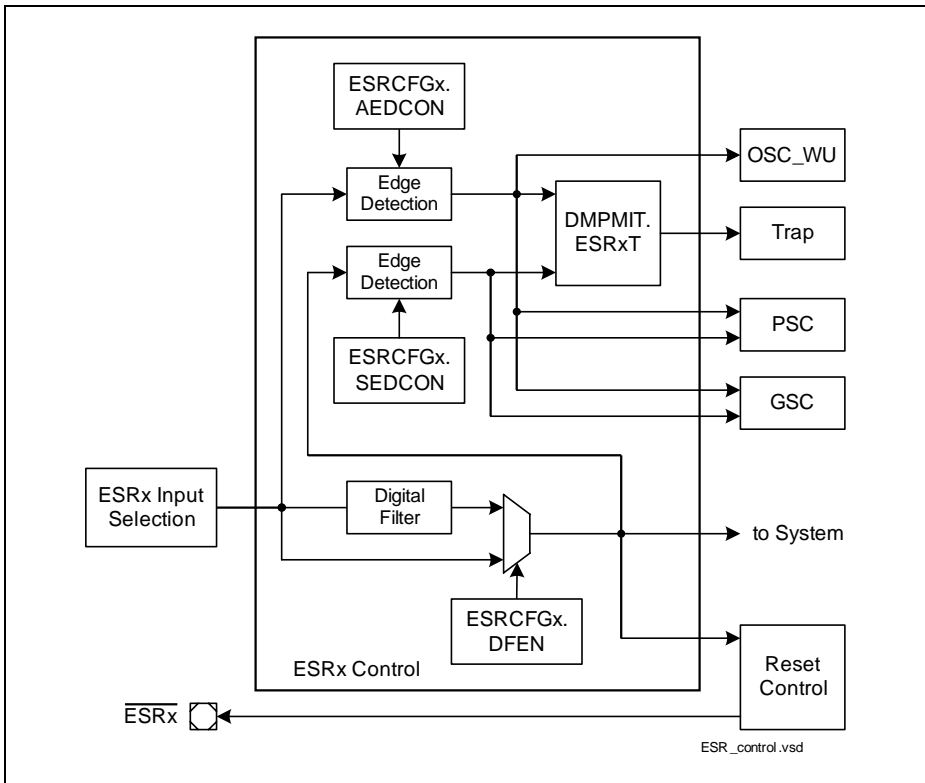 ESRCFGx.
AEDCON
Edge
Detection
OSC_WU
DMPMIT.
ESRxT
Trap
Edge
Detection
PSC
ESRCFGx.
SEDCON
GSC
ESRx Input
Selection
Digital
Filter
to System
ESRCFGx.
DFEN
ESRx Control
Reset
Control
ESRx
ESR_control.vsd